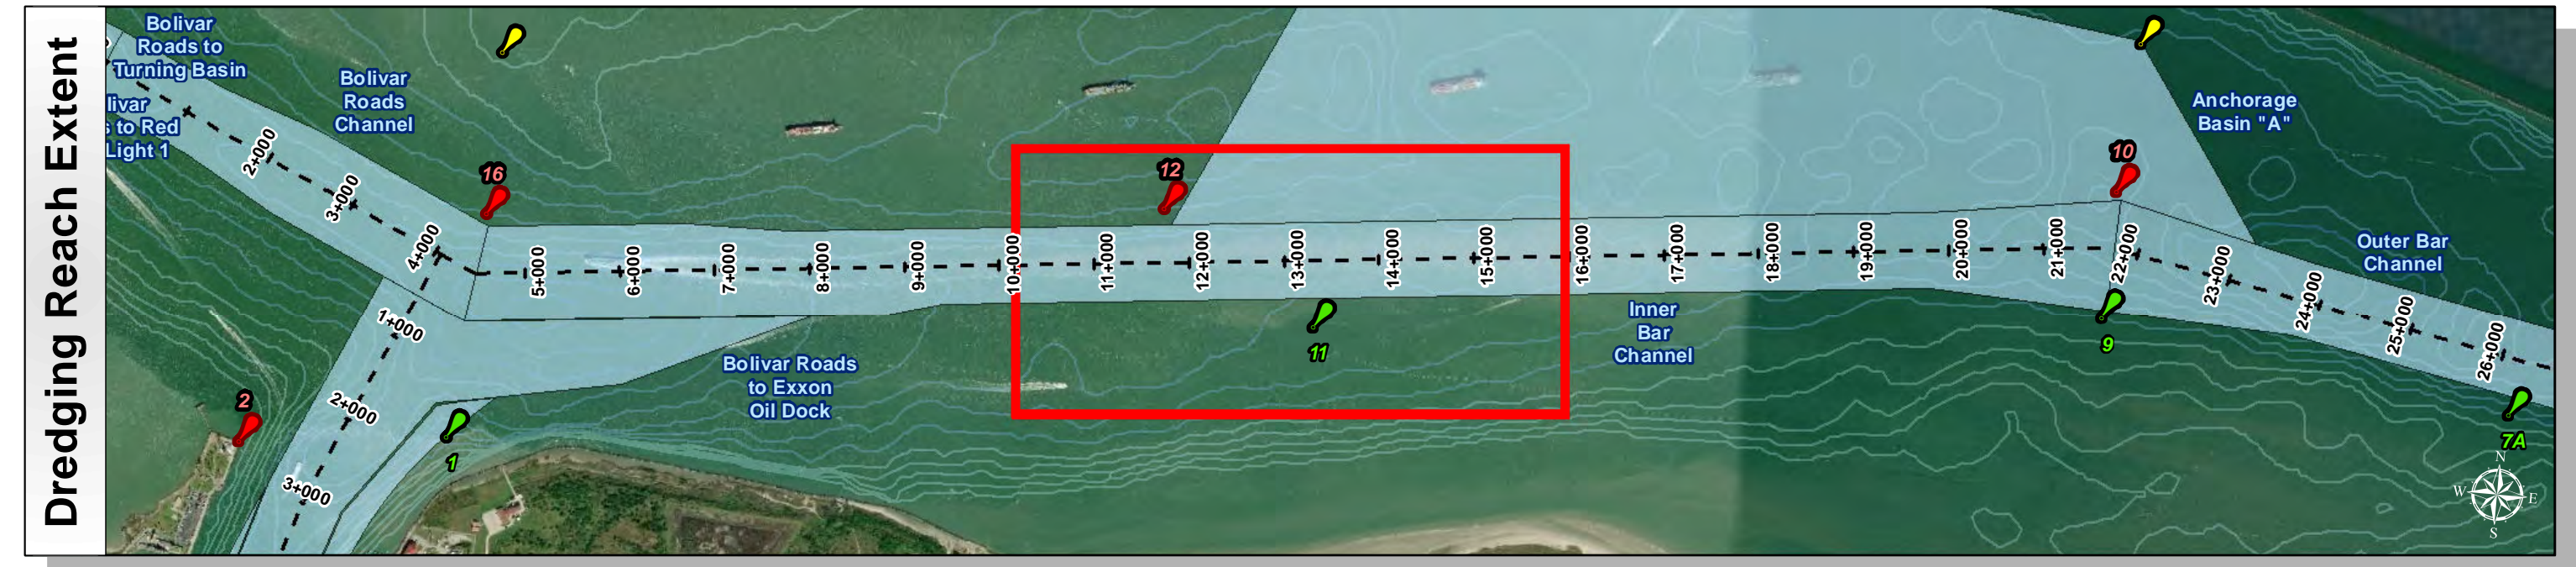 Dredging Reach Extent
Bolivar
Roads to
Turning Basin
livar
s to Red
Light 1
Bolivar
Roads
Channel
2+000
3+000
4+000
16
5+000
6+000
7+000
8+000
9+000
10+000
11+000
12+000
13+000
14+000
15+000
16+000
17+000
18+000
19+000
20+000
21+000
22+000
23+000
24+000
25+000
26+000
12
10
Anchorage
Basin "A"
Outer Bar
Channel
1+000
2+000
3+000
2
1
Bolivar Roads
to Exxon
Oil Dock
11
Inner
Bar
Channel
9
7A
N
W
E
S